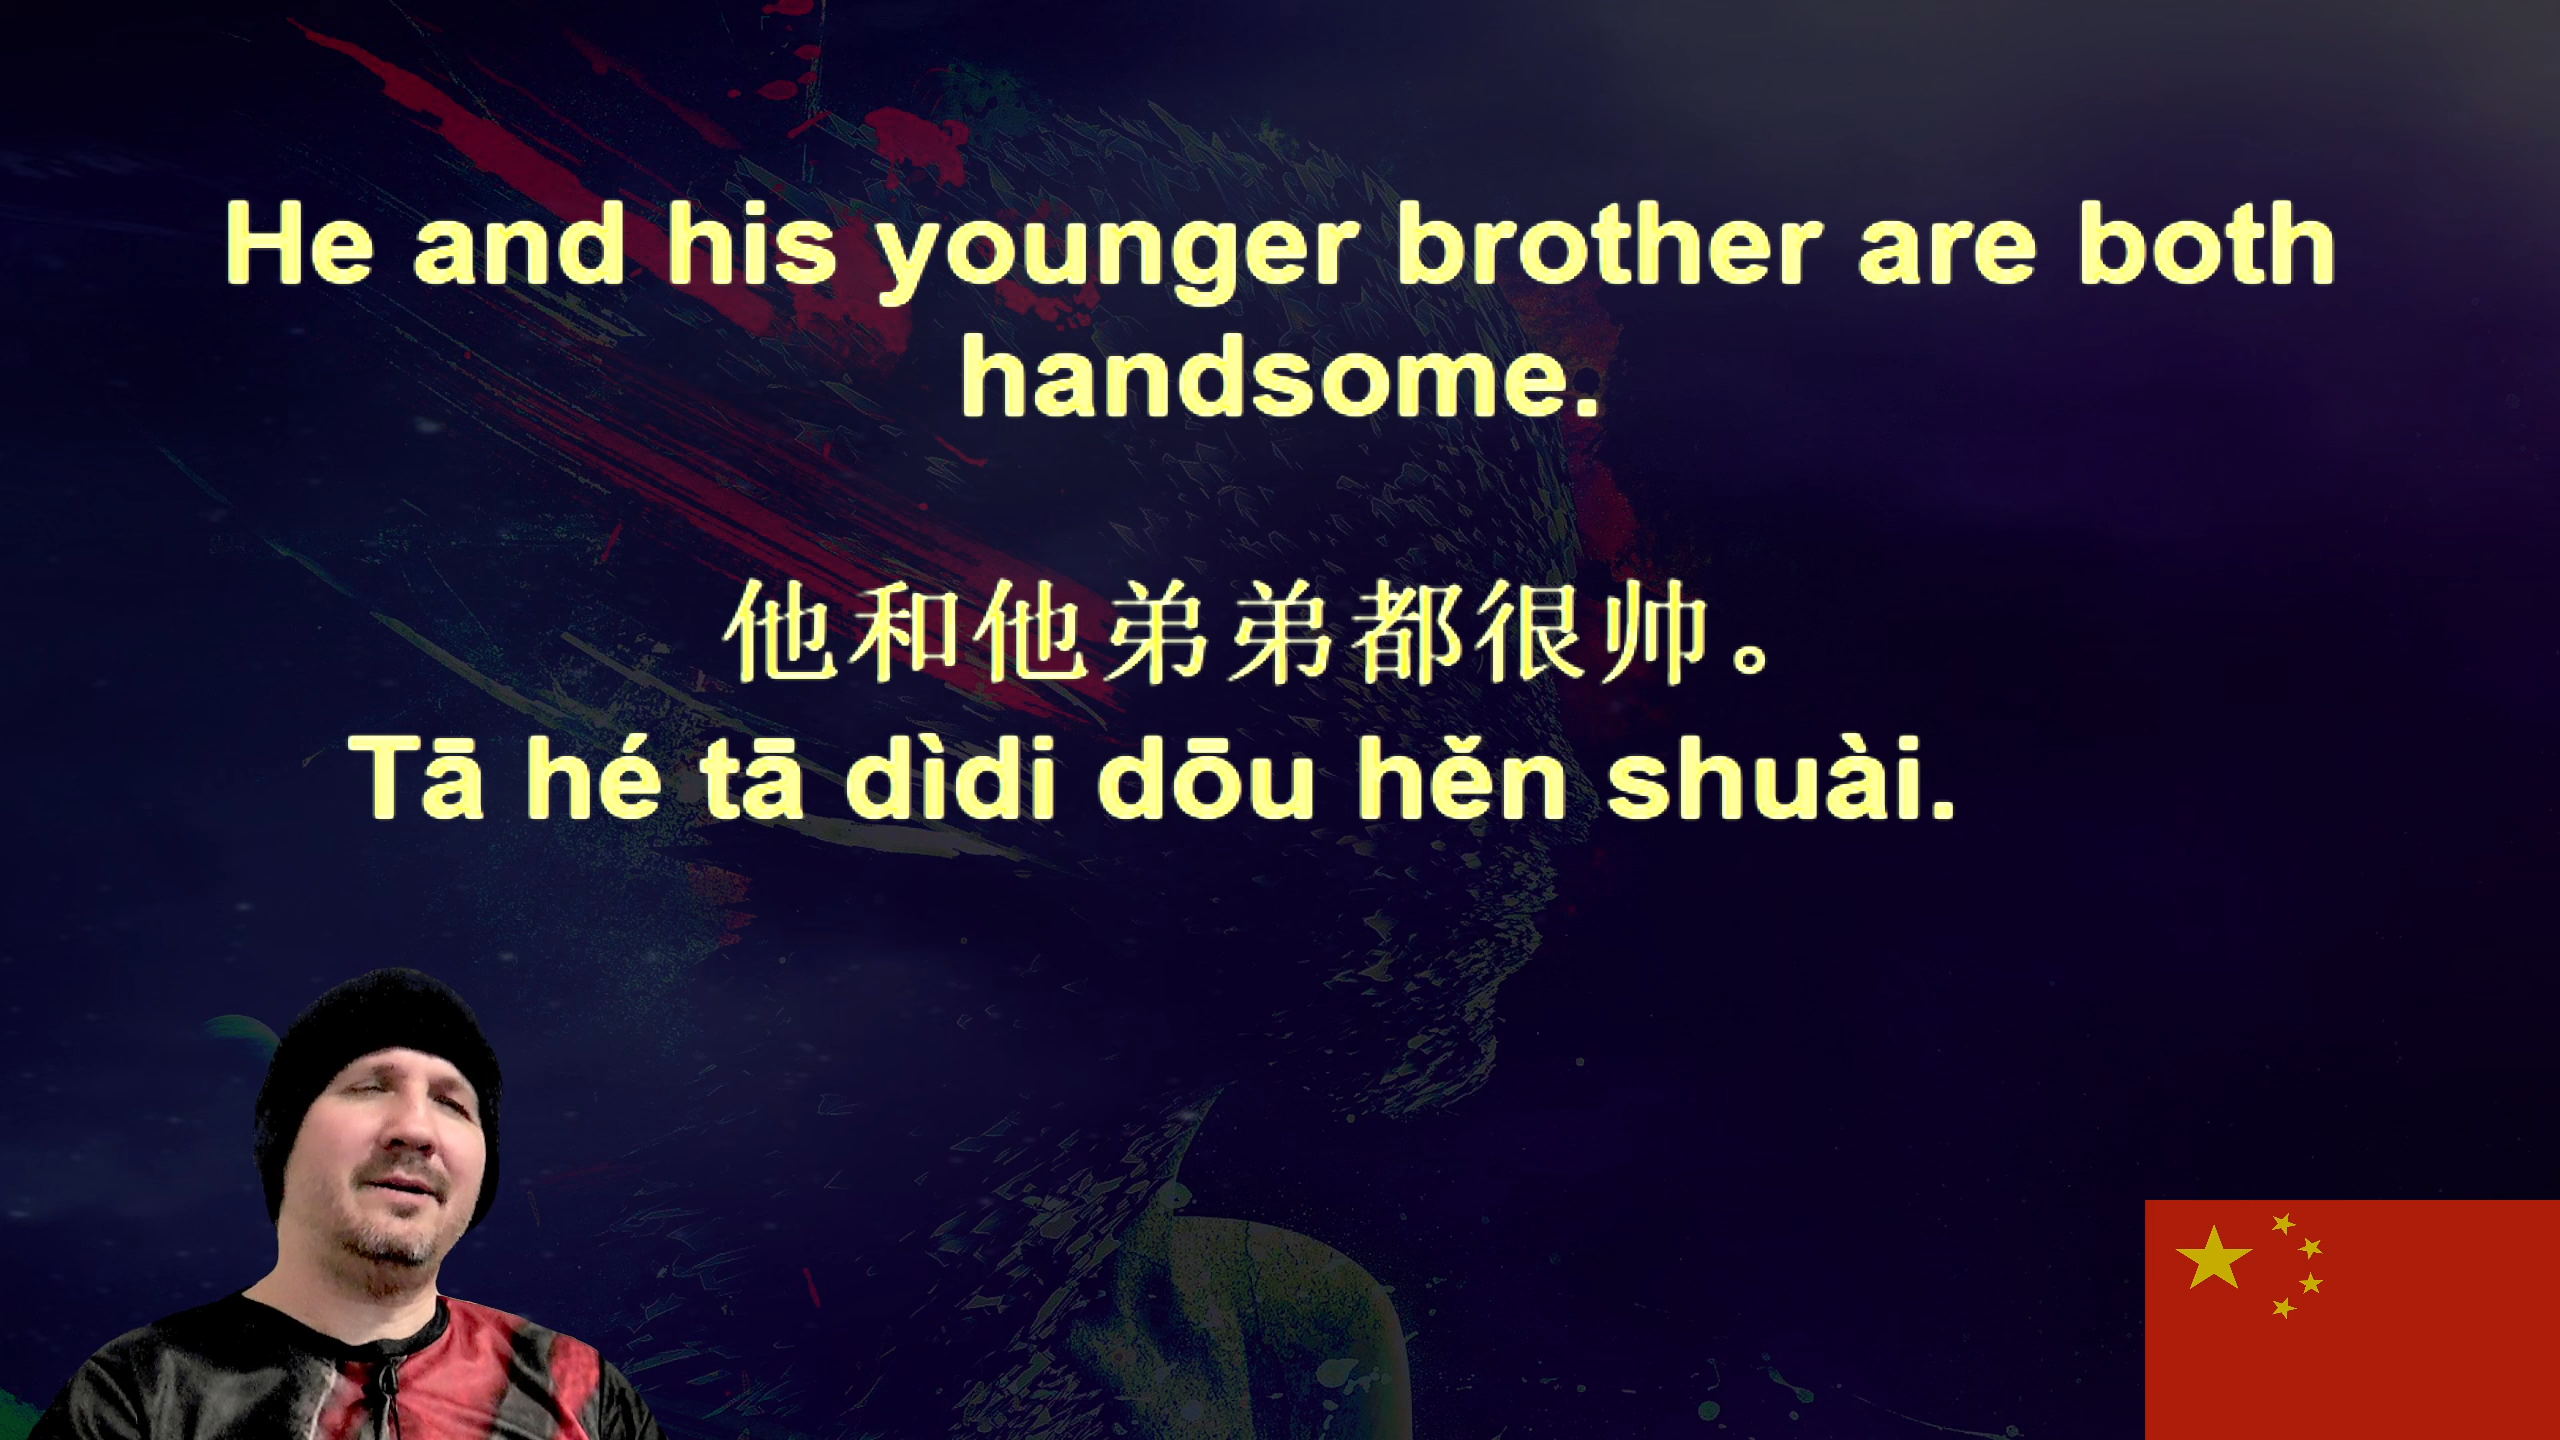 He and his younger brother are both
handsome.
他和他弟弟都很帅。
Tā hé tā dìdi dōu hěn shuài.